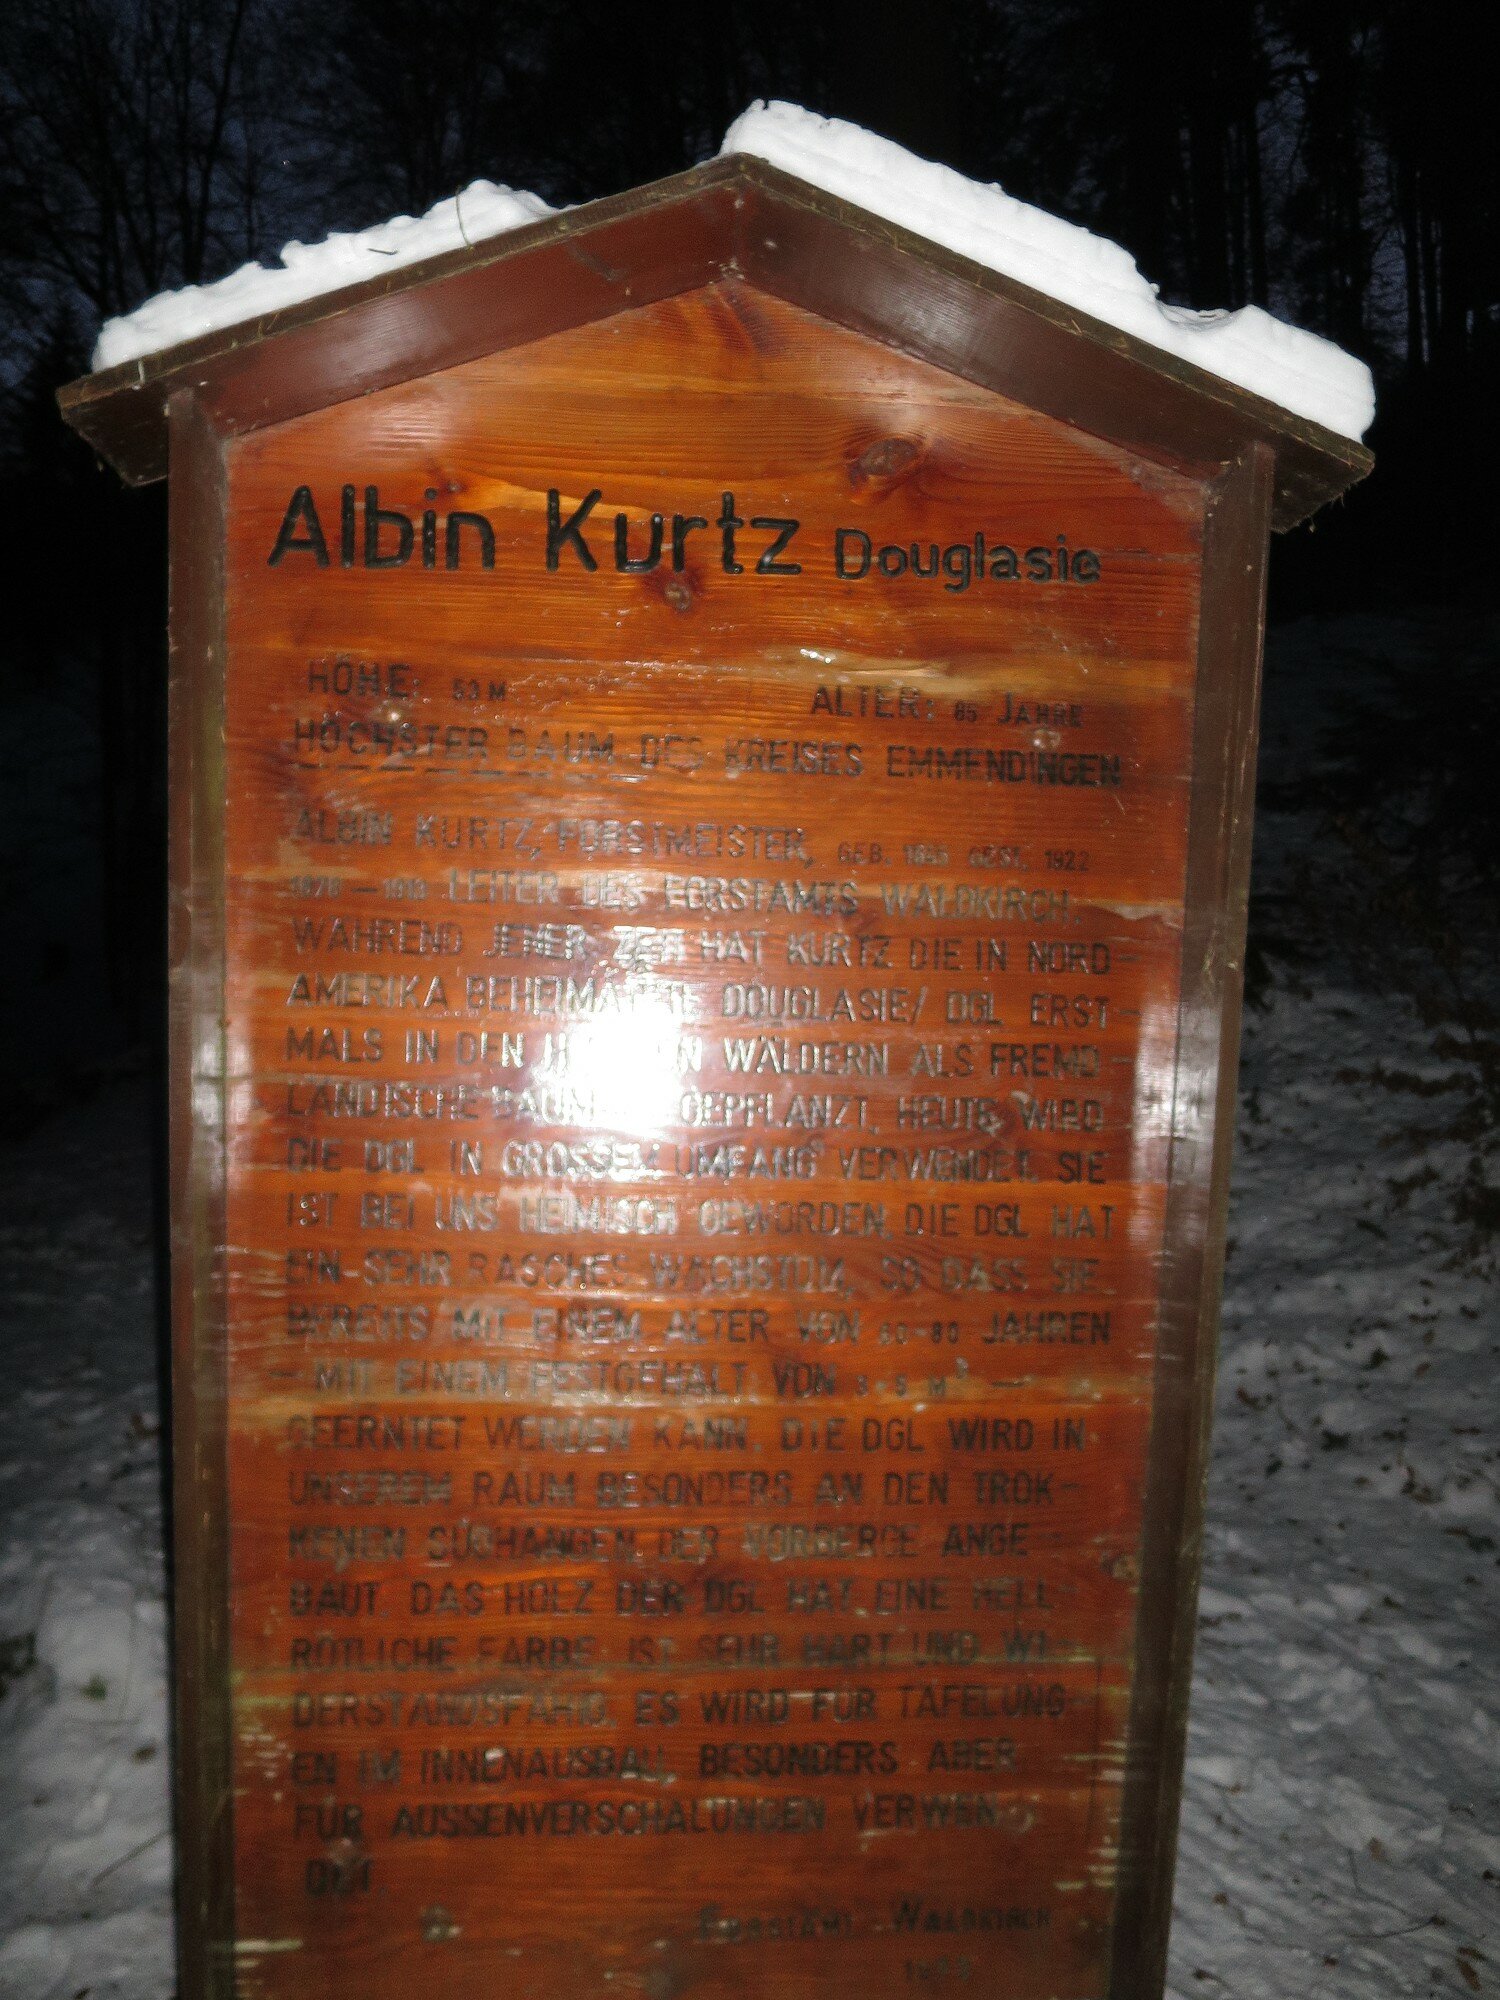 Albin Kurtz Douglasie
HÖHE: 53 M ALTER: 85 JAHRE
HÖCHSTER BAUM DES KREISES EMMENDINGEN
ALBIN KURTZ, FORSTMEISTER, GEB. GEST. 1922
LEITER DES FORSTAMTS WALDKIRCH.
WÄHREND JENER ZEIT HAT KURTZ DIE IN NORD-
AMERIKA BEHEIMATETE DOUGLASIE/ DGL ERST-
MALS IN DEN WÄLDERN ALS FREMD-
LÄNDISCHE GEPFLANZT. HEUTE WIRD
DIE DGL IN GROSSEM UMFANG VERWENDET. SIE
IST BEI UNS HEIMISCH GEWORDEN. DIE DGL HAT
EIN SEHR RASCHES WACHSTUM, SO DASS SIE
BEREITS MIT EINEM ALTER VON 60-80 JAHREN
- MIT EINEM FESTGEHALT VON M³ -
GEERNTET WERDEN KANN. DIE DGL WIRD IN
UNSEREM RAUM BESONDERS AN DEN TROK-
KENEN SÜDHÄNGEN DER VORBERGE ANGE-
BAUT. DAS HOLZ DER DGL HAT EINE HELL-
RÖTLICHE FARBE, IST SEHR HART UND WI-
DERSTANDSFÄHIG. ES WIRD FÜR TÄFELUNG-
EN IM INNENAUSBAU, BESONDERS ABER
FÜR AUSSENVERSCHALUNGEN VERWEN-
DET.
FORSTAMT WALDKIRCH